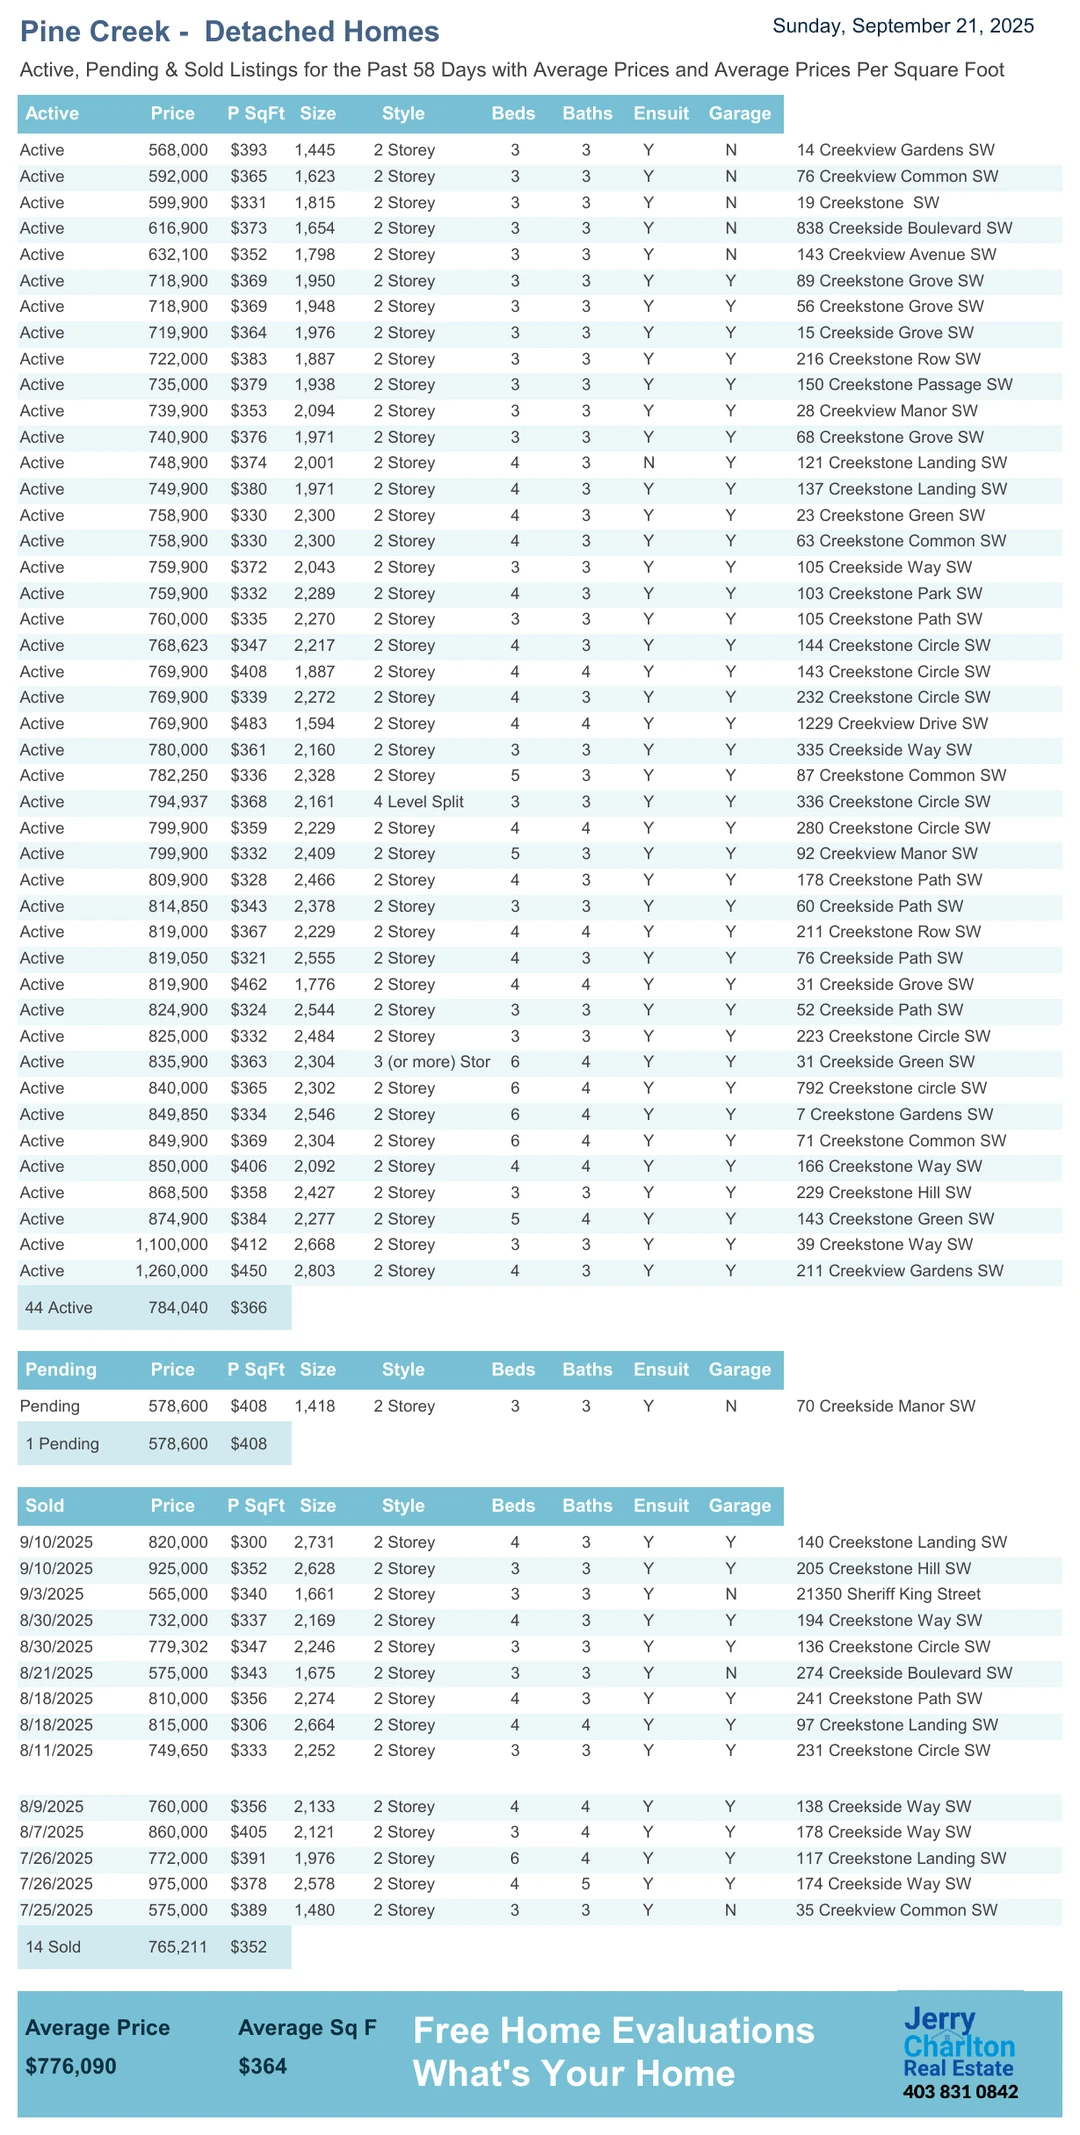 Pine Creek -  Detached Homes
Sunday, September 21, 2025
Active, Pending & Sold Listings for the Past 58 Days with Average Prices and Average Prices Per Square Foot
Active Price P SqFt Size Style Beds Baths Ensuit Garage
Active 568,000 $393 1,445 2 Storey 3 3 Y N 14 Creekview Gardens SW
Active 592,000 $365 1,623 2 Storey 3 3 Y N 76 Creekview Common SW
Active 599,900 $331 1,815 2 Storey 3 3 Y N 19 Creekstone  SW
Active 616,900 $373 1,654 2 Storey 3 3 Y N 838 Creekside Boulevard SW
Active 632,100 $352 1,798 2 Storey 3 3 Y N 143 Creekview Avenue SW
Active 718,900 $369 1,950 2 Storey 3 3 Y Y 89 Creekstone Grove SW
Active 718,900 $369 1,948 2 Storey 3 3 Y Y 56 Creekstone Grove SW
Active 719,900 $364 1,976 2 Storey 3 3 Y Y 15 Creekside Grove SW
Active 722,000 $383 1,887 2 Storey 3 3 Y Y 216 Creekstone Row SW
Active 735,000 $379 1,938 2 Storey 3 3 Y Y 150 Creekstone Passage SW
Active 739,900 $353 2,094 2 Storey 3 3 Y Y 28 Creekview Manor SW
Active 740,900 $376 1,971 2 Storey 3 3 Y Y 68 Creekstone Grove SW
Active 748,900 $374 2,001 2 Storey 4 3 N Y 121 Creekstone Landing SW
Active 749,900 $380 1,971 2 Storey 4 3 Y Y 137 Creekstone Landing SW
Active 758,900 $330 2,300 2 Storey 4 3 Y Y 23 Creekstone Green SW
Active 758,900 $330 2,300 2 Storey 4 3 Y Y 63 Creekstone Common SW
Active 759,900 $372 2,043 2 Storey 3 3 Y Y 105 Creekside Way SW
Active 759,900 $332 2,289 2 Storey 4 3 Y Y 103 Creekstone Park SW
Active 760,000 $335 2,270 2 Storey 3 3 Y Y 105 Creekstone Path SW
Active 768,623 $347 2,217 2 Storey 4 3 Y Y 144 Creekstone Circle SW
Active 769,900 $408 1,887 2 Storey 4 4 Y Y 143 Creekstone Circle SW
Active 769,900 $339 2,272 2 Storey 4 3 Y Y 232 Creekstone Circle SW
Active 769,900 $483 1,594 2 Storey 4 4 Y Y 1229 Creekview Drive SW
Active 780,000 $361 2,160 2 Storey 3 3 Y Y 335 Creekside Way SW
Active 782,250 $336 2,328 2 Storey 5 3 Y Y 87 Creekstone Common SW
Active 794,937 $368 2,161 4 Level Split 3 3 Y Y 336 Creekstone Circle SW
Active 799,900 $359 2,229 2 Storey 4 4 Y Y 280 Creekstone Circle SW
Active 799,900 $332 2,409 2 Storey 5 3 Y Y 92 Creekview Manor SW
Active 809,900 $328 2,466 2 Storey 4 3 Y Y 178 Creekstone Path SW
Active 814,850 $343 2,378 2 Storey 3 3 Y Y 60 Creekside Path SW
Active 819,000 $367 2,229 2 Storey 4 4 Y Y 211 Creekstone Row SW
Active 819,050 $321 2,555 2 Storey 4 3 Y Y 76 Creekside Path SW
Active 819,900 $462 1,776 2 Storey 4 4 Y Y 31 Creekside Grove SW
Active 824,900 $324 2,544 2 Storey 3 3 Y Y 52 Creekside Path SW
Active 825,000 $332 2,484 2 Storey 3 3 Y Y 223 Creekstone Circle SW
Active 835,900 $363 2,304 3 (or more) Stor 6 4 Y Y 31 Creekside Green SW
Active 840,000 $365 2,302 2 Storey 6 4 Y Y 792 Creekstone circle SW
Active 849,850 $334 2,546 2 Storey 6 4 Y Y 7 Creekstone Gardens SW
Active 849,900 $369 2,304 2 Storey 6 4 Y Y 71 Creekstone Common SW
Active 850,000 $406 2,092 2 Storey 4 4 Y Y 166 Creekstone Way SW
Active 868,500 $358 2,427 2 Storey 3 3 Y Y 229 Creekstone Hill SW
Active 874,900 $384 2,277 2 Storey 5 4 Y Y 143 Creekstone Green SW
Active 1,100,000 $412 2,668 2 Storey 3 3 Y Y 39 Creekstone Way SW
Active 1,260,000 $450 2,803 2 Storey 4 3 Y Y 211 Creekview Gardens SW
44 Active 784,040 $366
Pending Price P SqFt Size Style Beds Baths Ensuit Garage
Pending 578,600 $408 1,418 2 Storey 3 3 Y N 70 Creekside Manor SW
1 Pending 578,600 $408
Sold Price P SqFt Size Style Beds Baths Ensuit Garage
9/10/2025 820,000 $300 2,731 2 Storey 4 3 Y Y 140 Creekstone Landing SW
9/10/2025 925,000 $352 2,628 2 Storey 3 3 Y Y 205 Creekstone Hill SW
9/3/2025 565,000 $340 1,661 2 Storey 3 3 Y N 21350 Sheriff King Street
8/30/2025 732,000 $337 2,169 2 Storey 4 3 Y Y 194 Creekstone Way SW
8/30/2025 779,302 $347 2,246 2 Storey 3 3 Y Y 136 Creekstone Circle SW
8/21/2025 575,000 $343 1,675 2 Storey 3 3 Y N 274 Creekside Boulevard SW
8/18/2025 810,000 $356 2,274 2 Storey 4 3 Y Y 241 Creekstone Path SW
8/18/2025 815,000 $306 2,664 2 Storey 4 4 Y Y 97 Creekstone Landing SW
8/11/2025 749,650 $333 2,252 2 Storey 3 3 Y Y 231 Creekstone Circle SW
8/9/2025 760,000 $356 2,133 2 Storey 4 4 Y Y 138 Creekside Way SW
8/7/2025 860,000 $405 2,121 2 Storey 3 4 Y Y 178 Creekside Way SW
7/26/2025 772,000 $391 1,976 2 Storey 6 4 Y Y 117 Creekstone Landing SW
7/26/2025 975,000 $378 2,578 2 Storey 4 5 Y Y 174 Creekside Way SW
7/25/2025 575,000 $389 1,480 2 Storey 3 3 Y N 35 Creekview Common SW
14 Sold 765,211 $352
Average Price Average Sq F
$776,090 $364
Free Home Evaluations
What's Your Home
Jerry
Charlton
Real Estate
403 831 0842